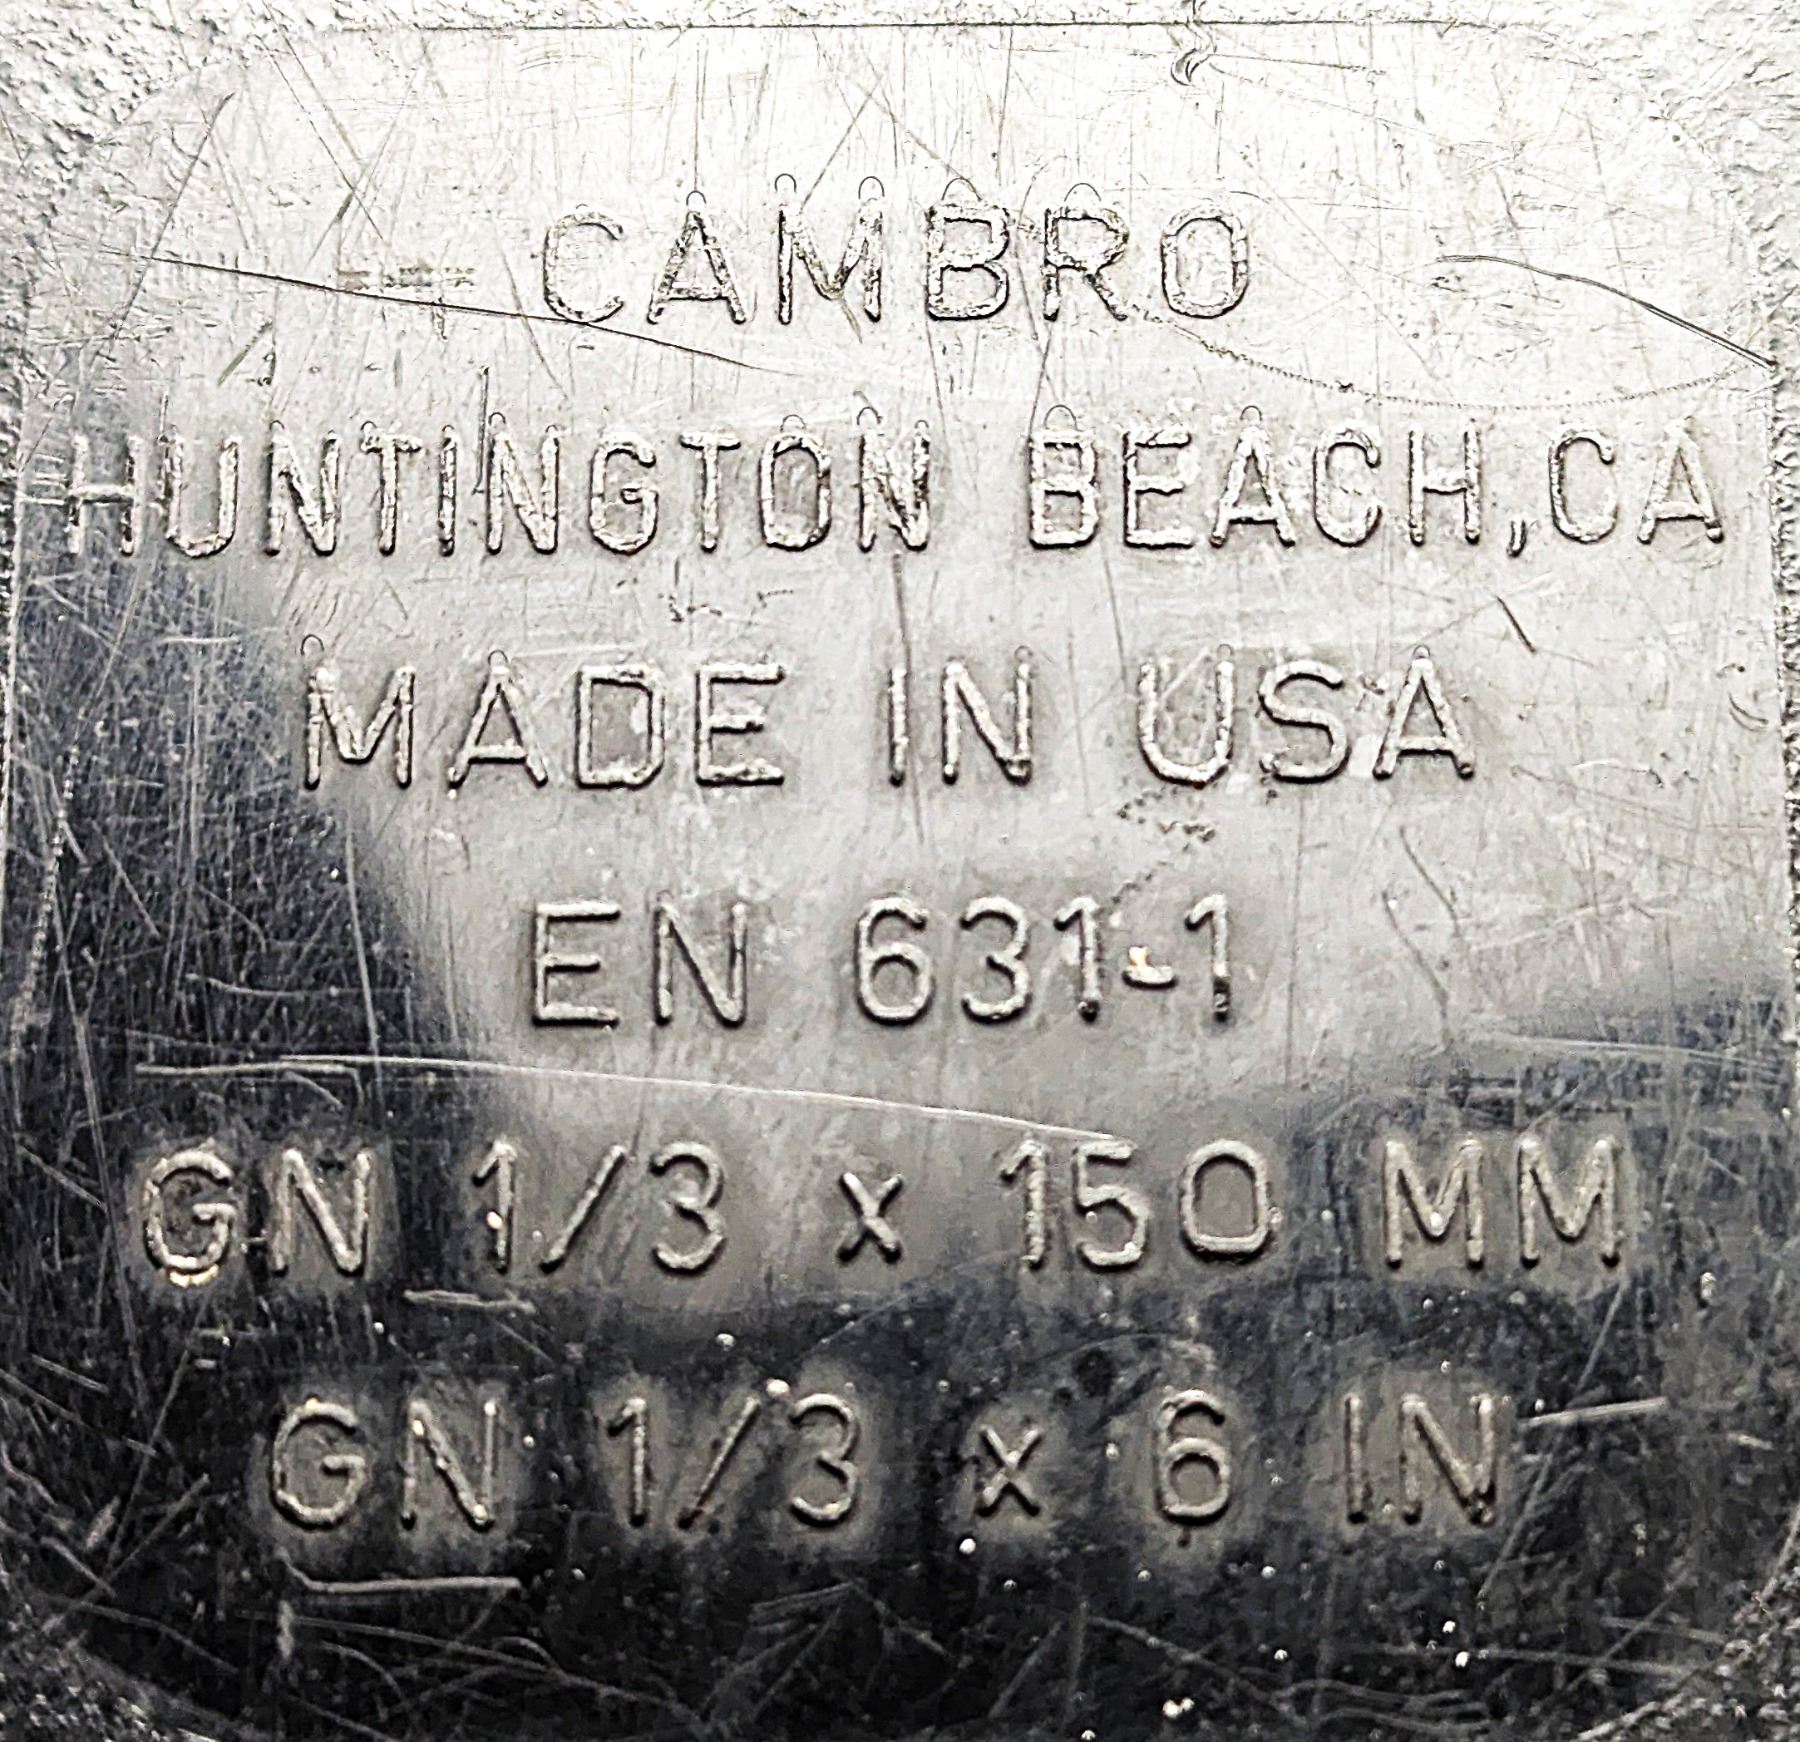 CAMBRO
HUNTINGTON BEACH,CA
MADE IN USA
EN 631-1
GN 1/3 x 150 MM
GN 1/3 x 6 IN